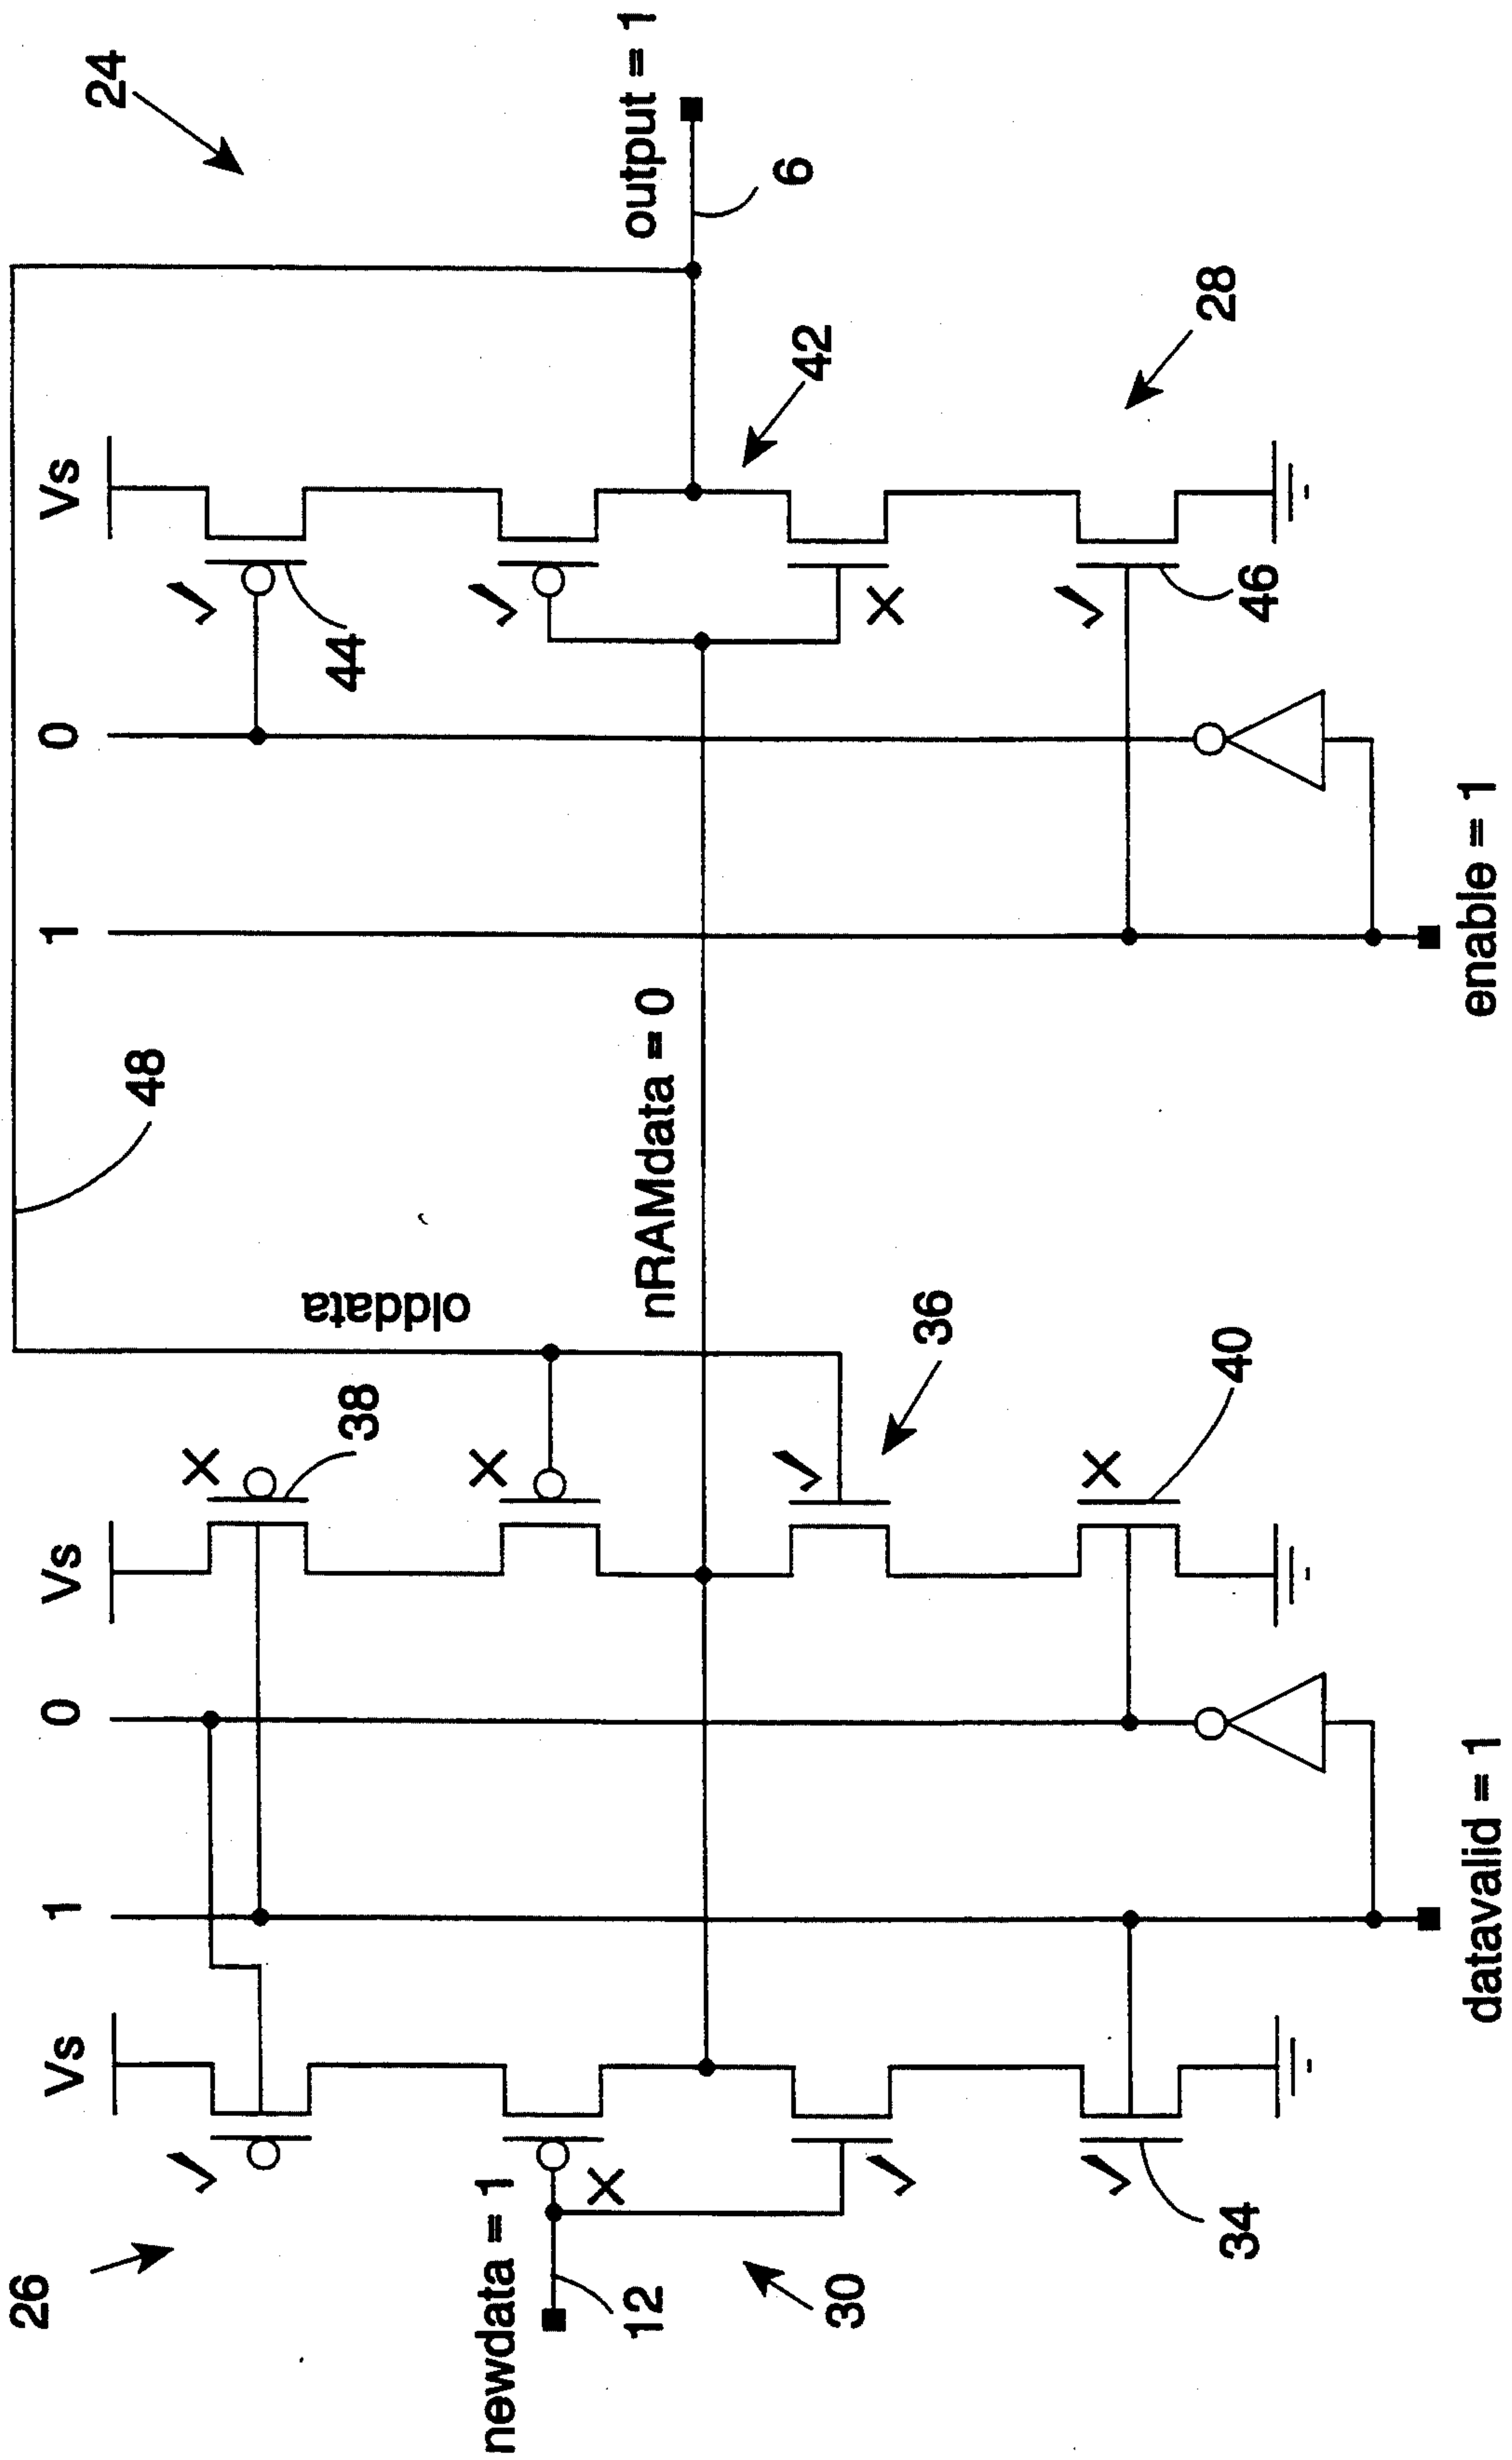 24
output = 1
6
Vs
0
1
Vs
0
1
Vs
48
olddata
nRAMdata = 0
44
42
28
46
38
36
40
26
newdata = 1
12
30
34
datavalid = 1
enable = 1